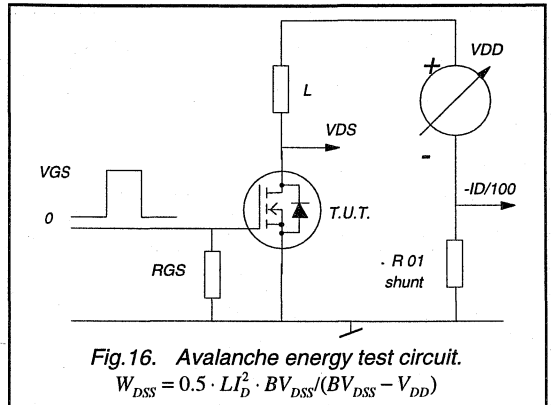 VDD
+
L
VDS
VGS
-
-ID/100
0
T.U.T.
RGS
R 01
shunt
Fig.16. Avalanche energy test circuit.
W_DSS = 0.5 · LI_D^2 · BV_DSS/(BV_DSS − V_DD)